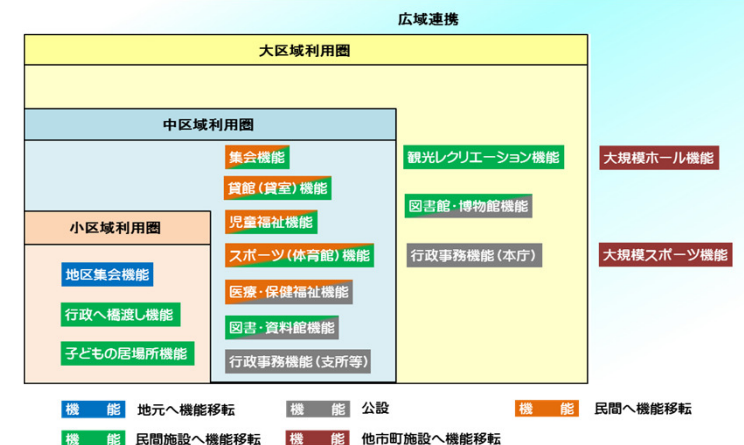 広域連携
大区域利用圏
中区域利用圏
集会機能
観光レクリエーション機能
大規模ホール機能
貸館(貸室)機能
図書館・博物館機能
小区域利用圏
児童福祉機能
スポーツ(体育館)機能
行政事務機能(本庁)
大規模スポーツ機能
地区集会機能
医療・保健福祉機能
行政へ橋渡し機能
図書・資料館機能
子どもの居場所機能
行政事務機能(支所等)
機 能 地元へ機能移転
機 能 公設
機 能 民間へ機能移転
機 能 民間施設へ機能移転
機 能 他市町施設へ機能移転